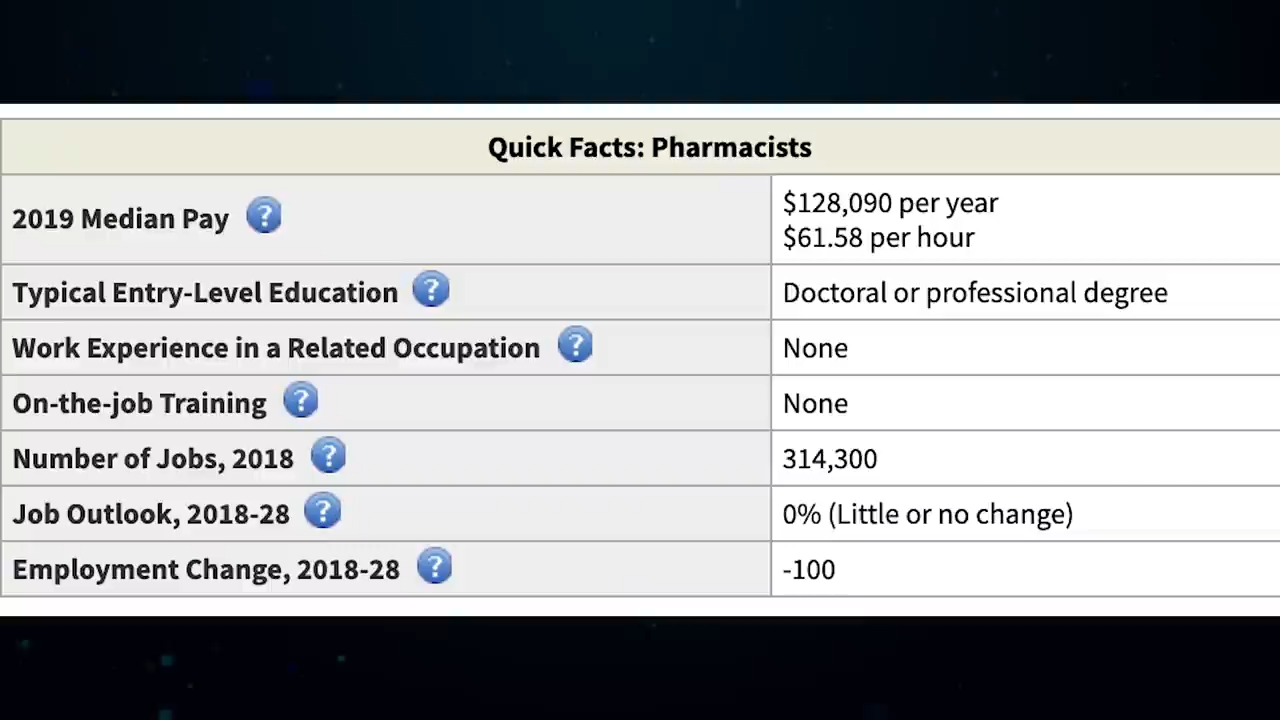 Quick Facts: Pharmacists
2019 Median Pay ?
$128,090 per year
$61.58 per hour
Typical Entry-Level Education ?
Doctoral or professional degree
Work Experience in a Related Occupation ?
None
On-the-job Training ?
None
Number of Jobs, 2018 ?
314,300
Job Outlook, 2018-28 ?
0% (Little or no change)
Employment Change, 2018-28 ?
-100